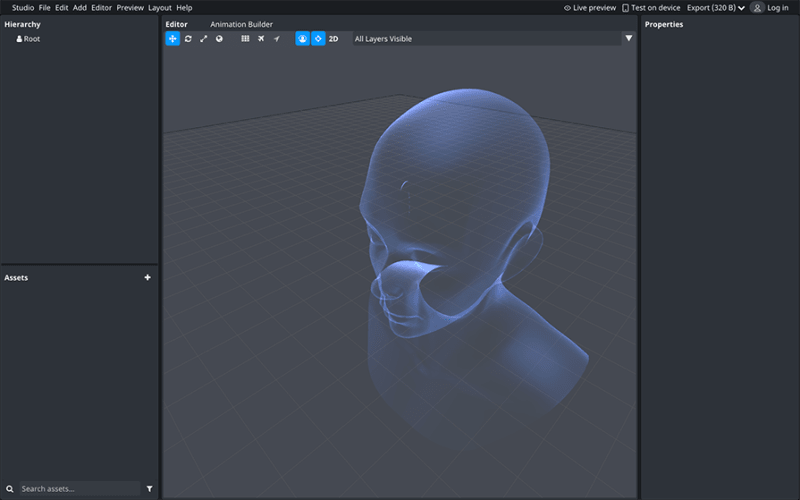 Studio File Edit Add Editor Preview Layout Help
Live preview Test on device Export (320 B) Log in
Hierarchy
Root
Assets
Search assets...
Editor Animation Builder
2D All Layers Visible
Properties